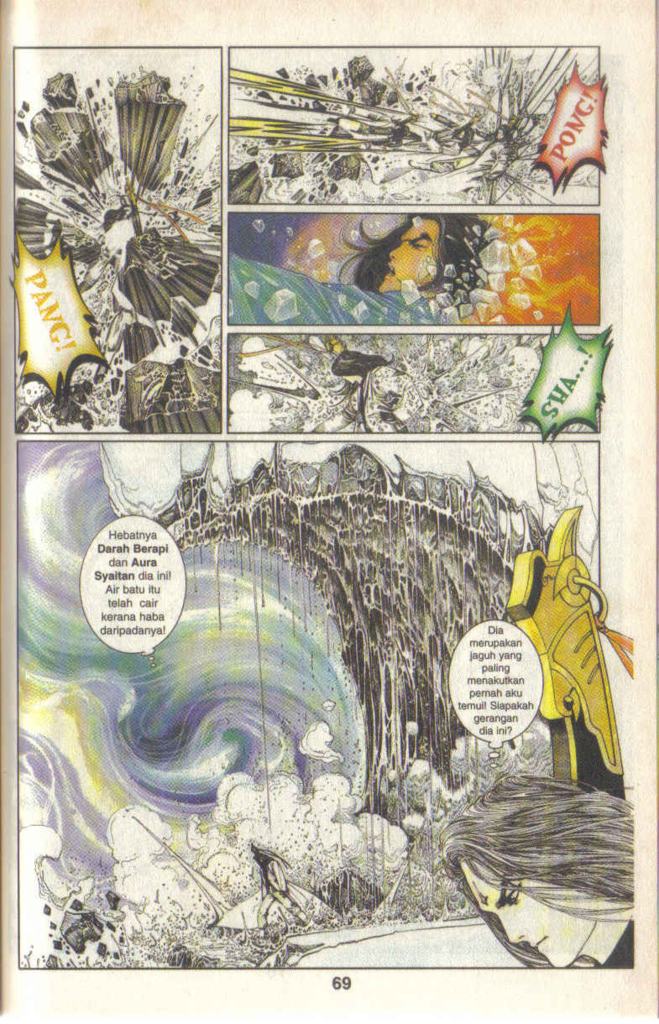 PANG!
PONG!
SHA...!
Hebatnya
Darah Berapi
dan Aura
Syaitan dia ini!
Air batu itu
telah cair
kerana haba
daripadanya!
Dia
merupakan
jaguh yang
paling
menakutkan
pernah aku
temui! Siapakah
gerangan
dia ini?
69